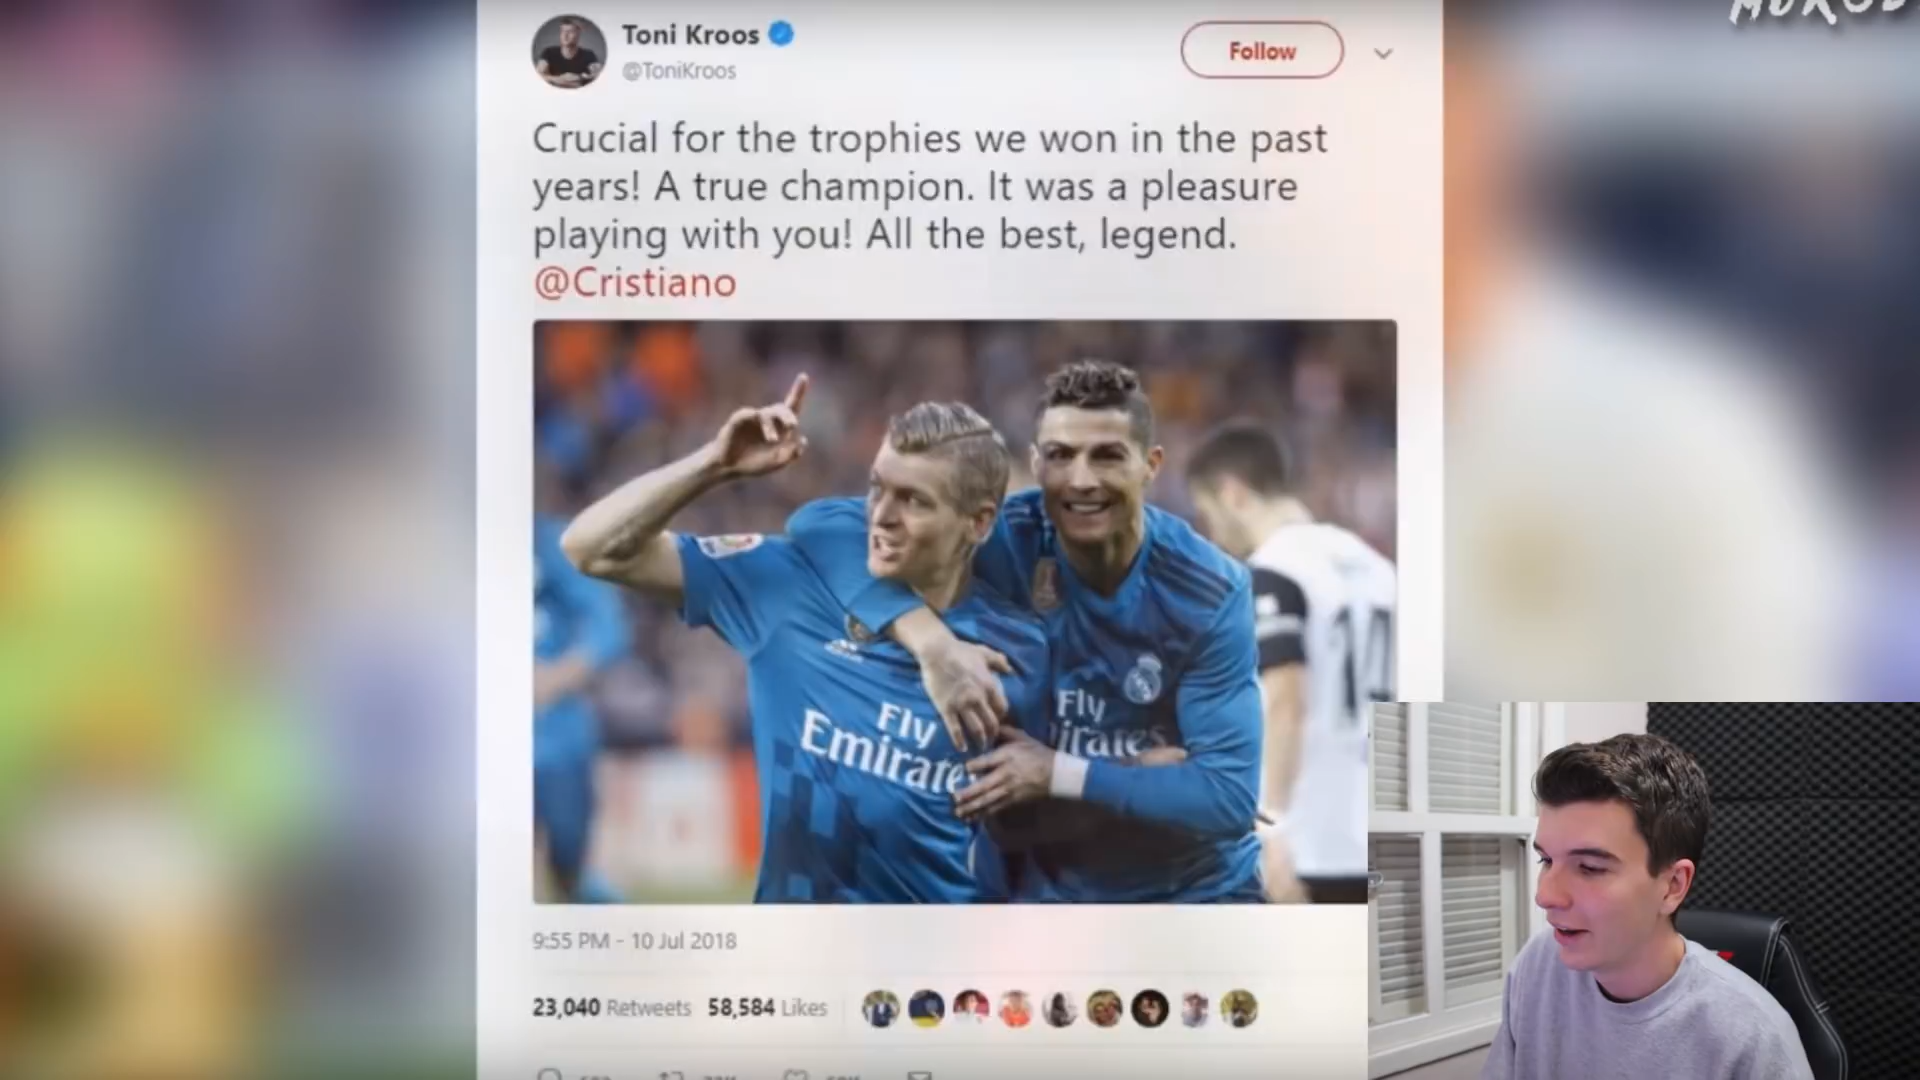 Toni Kroos
@ToniKroos
Follow
Crucial for the trophies we won in the past
years! A true champion. It was a pleasure
playing with you! All the best, legend.
@Cristiano
Fly
Emirates
Fly
9:55 PM - 10 Jul 2018
23,040 Retweets 58,584 Likes